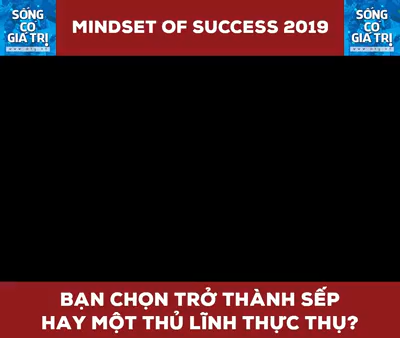 SỐNG
CÓ
GIÁ TRỊ
MINDSET OF SUCCESS 2019
SỐNG
CÓ
GIÁ TRỊ
BẠN CHỌN TRỞ THÀNH SẾP
HAY MỘT THỦ LĨNH THỰC THỤ?